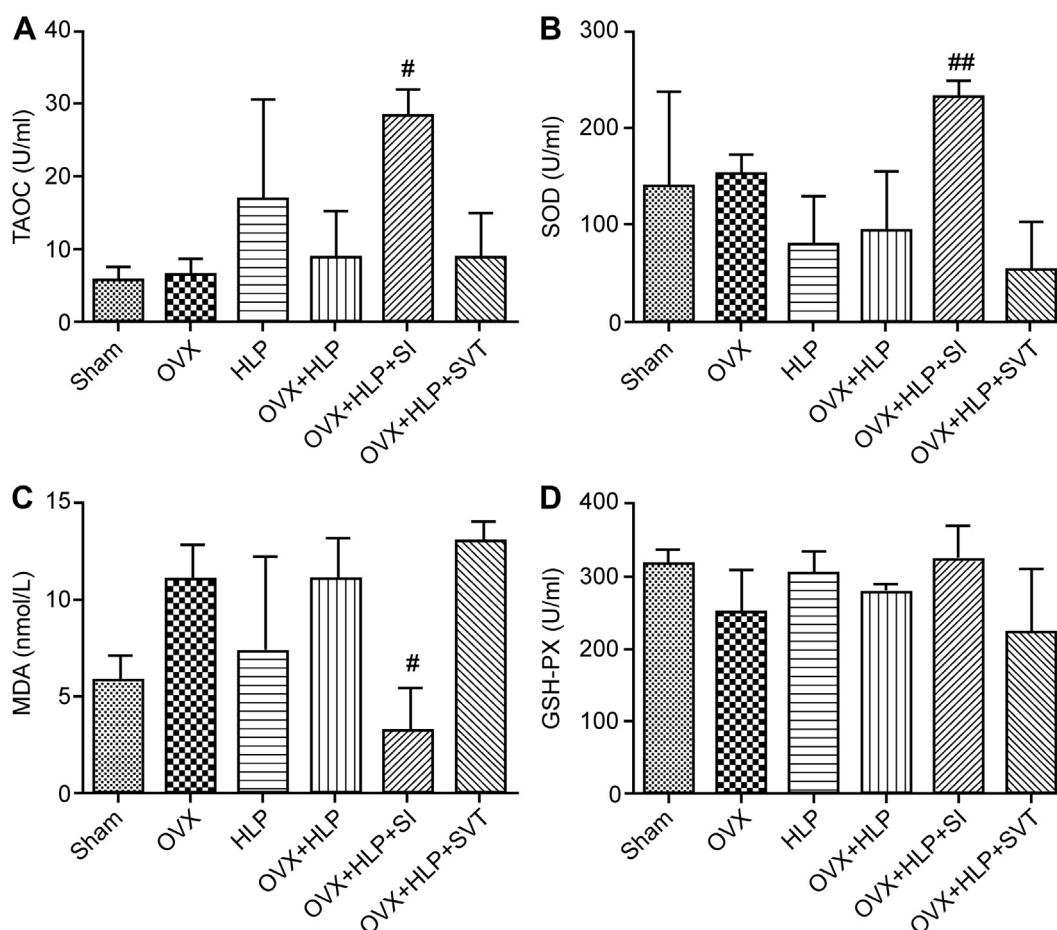 A
TAOC (U/ml)
40
30
20
10
0
#
Sham
OVX
HLP
OVX+HLP
OVX+HLP+SI
OVX+HLP+SVT
B
SOD (U/ml)
300
200
100
0
##
Sham
OVX
HLP
OVX+HLP
OVX+HLP+SI
OVX+HLP+SVT
C
MDA (nmol/L)
15
10
5
0
#
Sham
OVX
HLP
OVX+HLP
OVX+HLP+SI
OVX+HLP+SVT
D
GSH-PX (U/ml)
400
300
200
100
0
Sham
OVX
HLP
OVX+HLP
OVX+HLP+SI
OVX+HLP+SVT